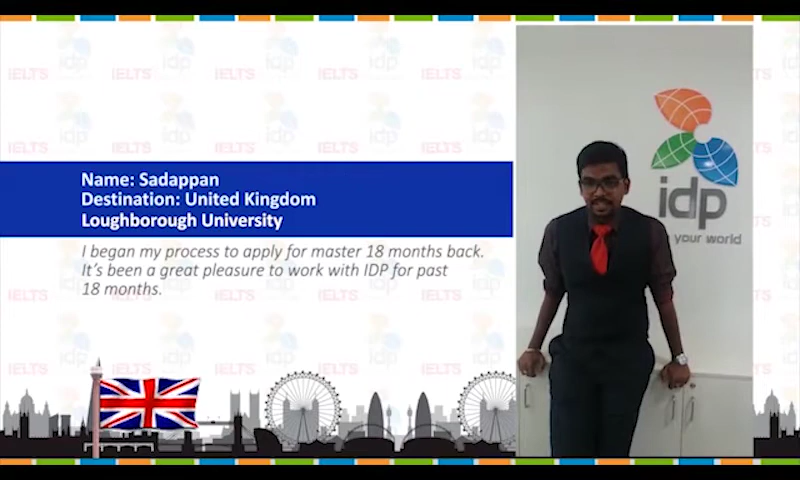 Name: Sadappan
Destination: United Kingdom
Loughborough University
I began my process to apply for master 18 months back.
It's been a great pleasure to work with IDP for past
18 months.
idp
your world
idp
IELTS